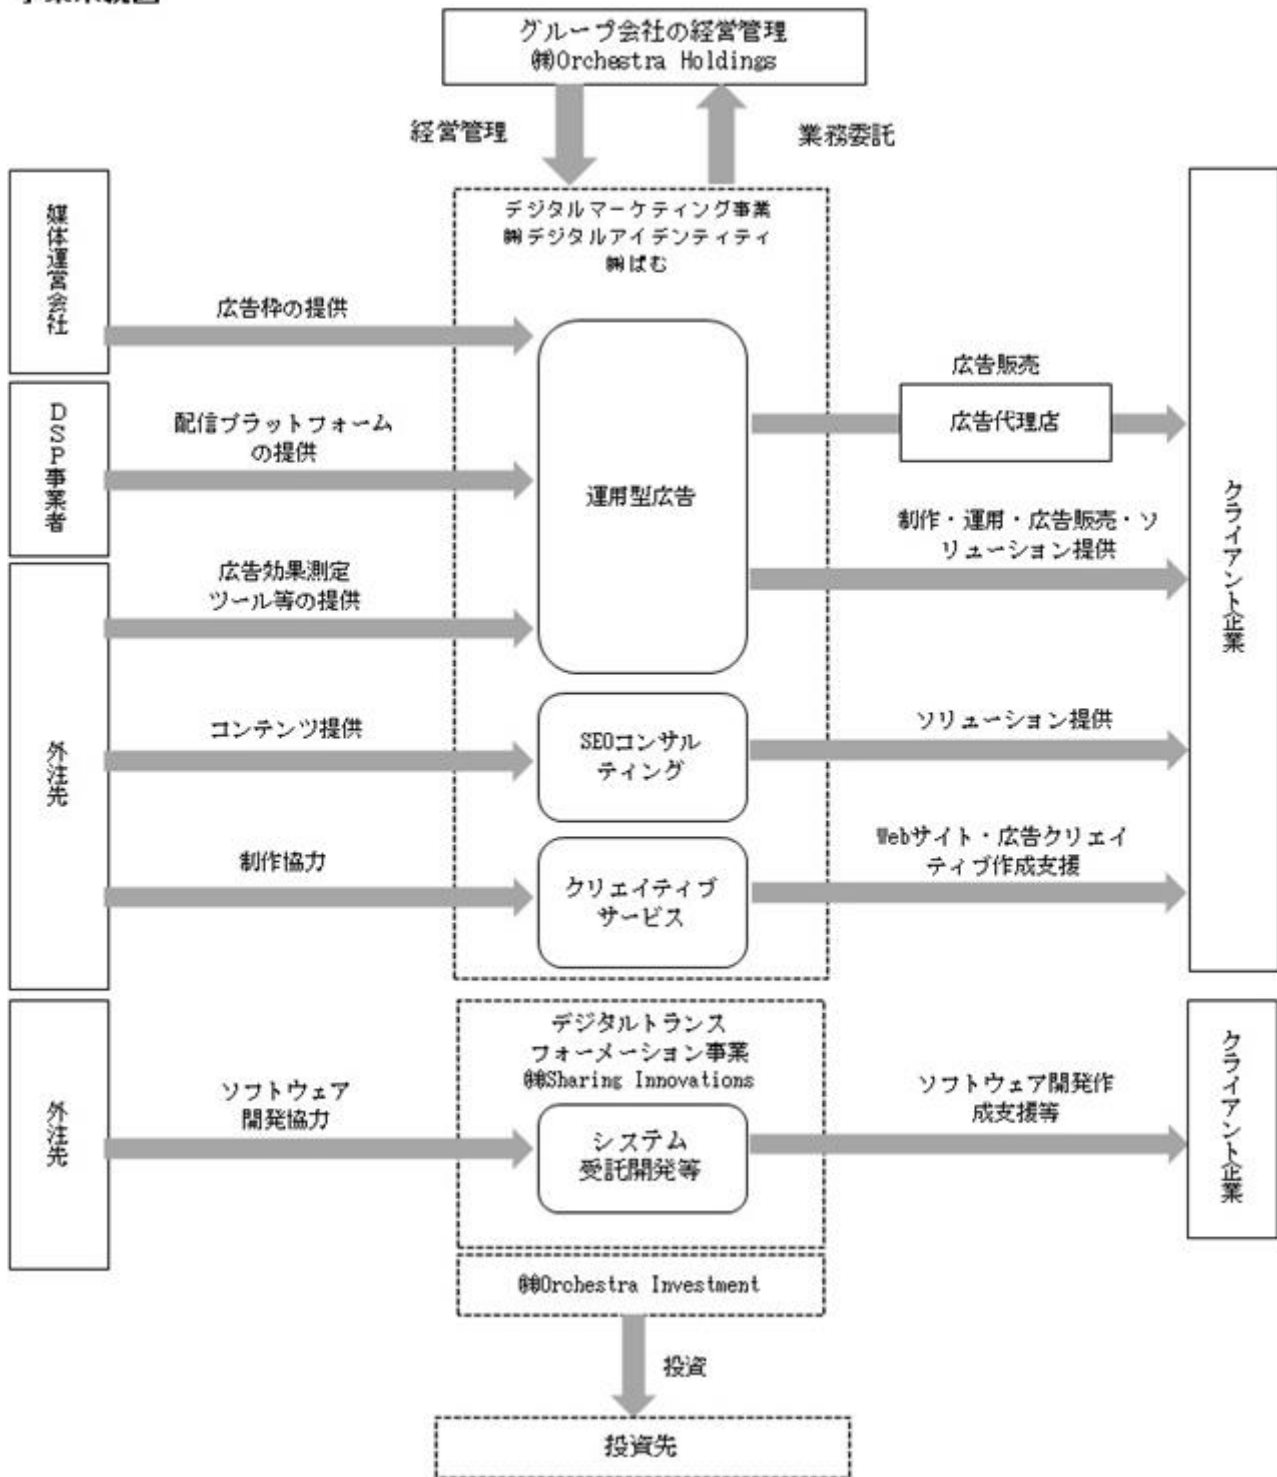 グループ会社の経営管理
㈱Orchestra Holdings
経営管理
業務委託
媒体運営会社
DSP事業者
外注先
デジタルマーケティング事業
㈱デジタルアイデンティティ
㈱ぱむ
広告枠の提供
配信プラットフォーム
の提供
広告効果測定
ツール等の提供
コンテンツ提供
制作協力
運用型広告
SEOコンサル
ティング
クリエイティブ
サービス
広告販売
広告代理店
制作・運用・広告販売・ソ
リューション提供
ソリューション提供
Webサイト・広告クリエイ
ティブ作成支援
クライアント企業
外注先
ソフトウェア
開発協力
デジタルトランス
フォーメーション事業
㈱Sharing Innovations
システム
受託開発等
ソフトウェア開発作
成支援等
クライアント企業
㈱Orchestra Investment
投資
投資先